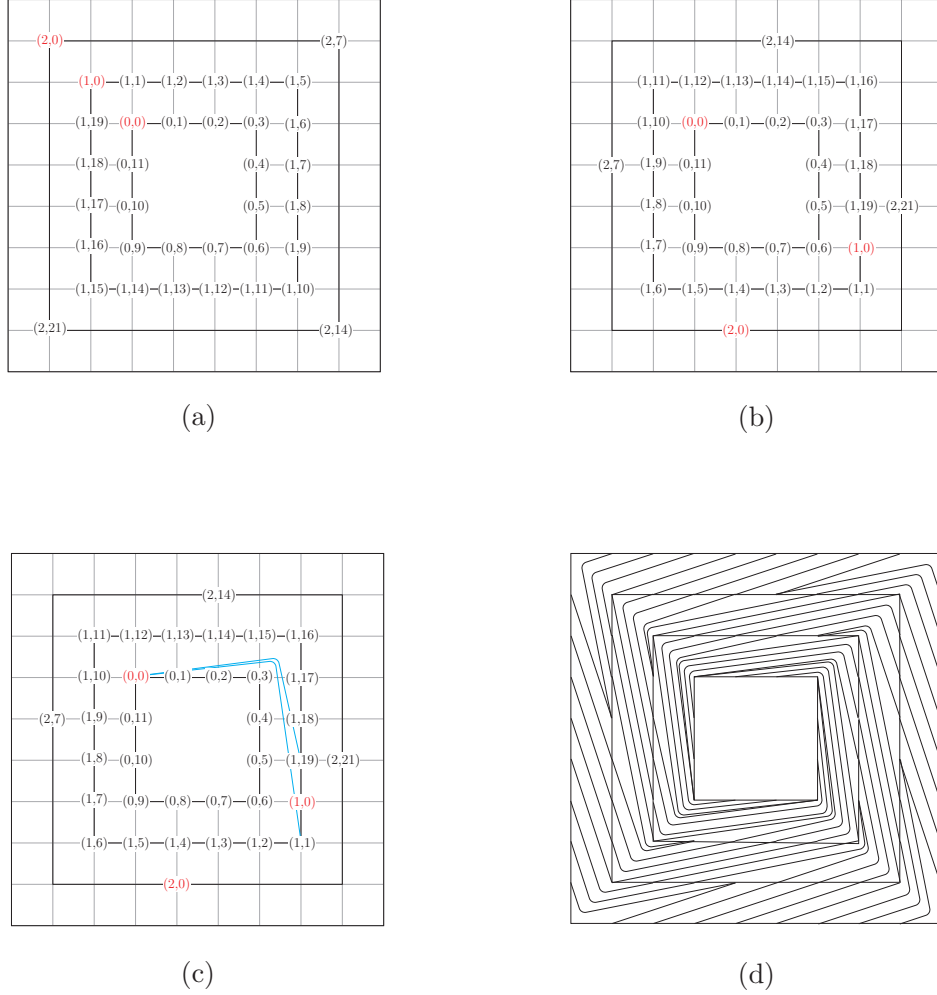 (2,0) (2,7)
(1,0) (1,1) (1,2) (1,3) (1,4) (1,5)
(1,19) (0.0) (0,1) (0,2) (0,3) (1,6)
(1,18) (0,11) (0,4) (1,7)
(1,17) (0,10) (0,5) (1,8)
(1,16) (0,9) (0,8) (0,7) (0,6) (1,9)
(1,15) (1,14) (1,13) (1,12) (1,11) (1,10)
(2,21) (2,14)
(a)
(2,14)
(1,11) (1,12) (1,13) (1,14) (1,15) (1,16)
(1,10) (0.0) (0,1) (0,2) (0,3) (1,17)
(2,7) (1,9) (0,11) (0,4) (1,18)
(1,8) (0,10) (0,5) (1,19) (2,21)
(1,7) (0,9) (0,8) (0,7) (0,6) (1,0)
(1,6) (1,5) (1,4) (1,3) (1,2) (1,1)
(2,0)
(b)
(2,14)
(1,11) (1,12) (1,13) (1,14) (1,15) (1,16)
(1,10) (0.0) (0,1) (0,2) (0,3) (1,17)
(2,7) (1,9) (0,11) (0,4) (1,18)
(1,8) (0,10) (0,5) (1,19) (2,21)
(1,7) (0,9) (0,8) (0,7) (0,6) (1,0)
(1,6) (1,5) (1,4) (1,3) (1,2) (1,1)
(2,0)
(c)
(d)